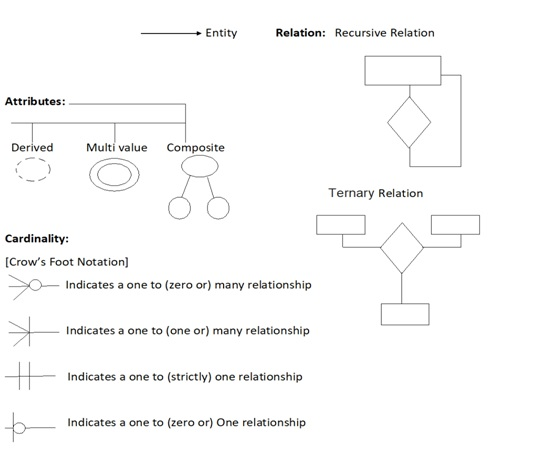 Entity
Relation: Recursive Relation
Attributes:
Derived
Multi value
Composite
Ternary Relation
Cardinality:
[Crow's Foot Notation]
Indicates a one to (zero or) many relationship
Indicates a one to (one or) many relationship
Indicates a one to (strictly) one relationship
Indicates a one to (zero or) One relationship